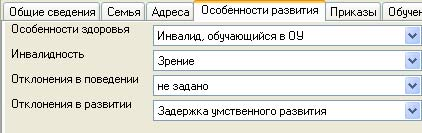 Общие сведения Семья Адреса Особенности развития Приказы Обучен
Особенности здоровья Инвалид, обучающийся в ОУ
Инвалидность Зрение
Отклонения в поведении не задано
Отклонения в развитии Задержка умственного развития